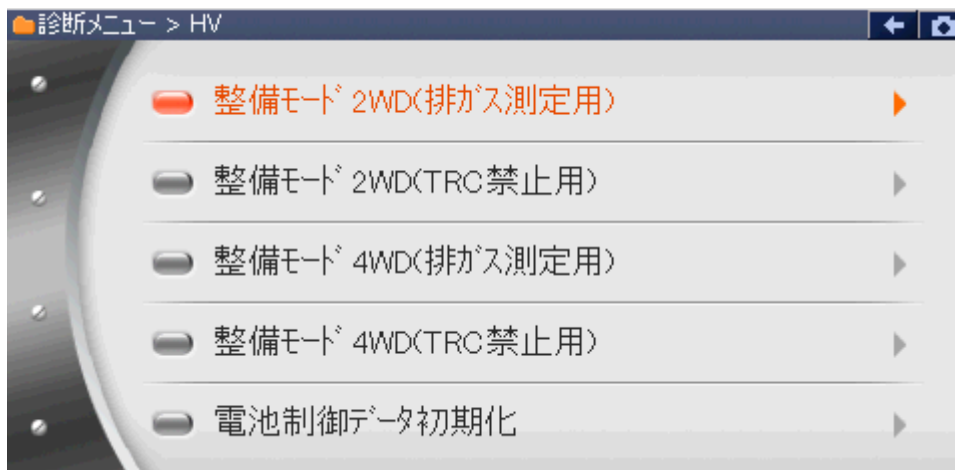 診断メニュー > HV
整備ﾓｰﾄﾞ 2WD(排ｶﾞｽ測定用)
整備ﾓｰﾄﾞ 2WD(TRC禁止用)
整備ﾓｰﾄﾞ 4WD(排ｶﾞｽ測定用)
整備ﾓｰﾄﾞ 4WD(TRC禁止用)
電池制御ﾃﾞｰﾀ初期化